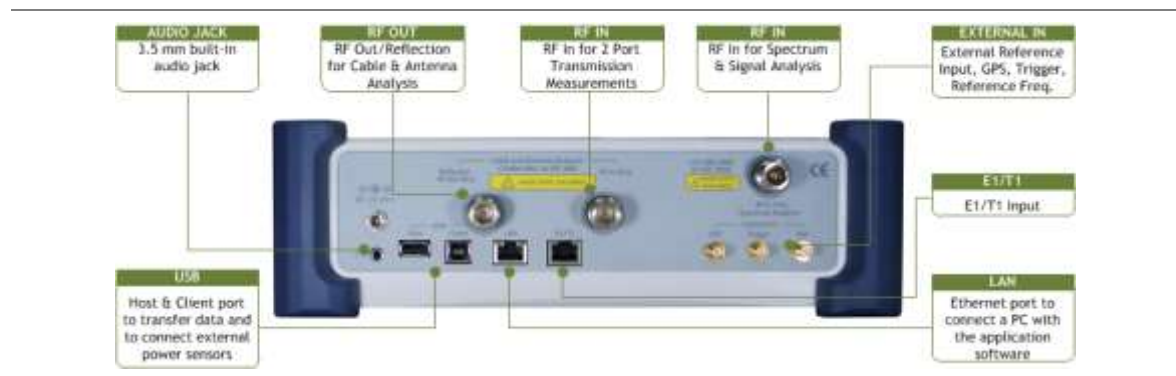 AUDIO JACK
3.5 mm built-in
audio jack
RF OUT
RF Out/Reflection
for Cable & Antenna
Analysis
RF IN
RF In for 2 Port
Transmission
Measurements
RF IN
RF In for Spectrum
& Signal Analysis
EXTERNAL IN
External Reference
Input, GPS, Trigger,
Reference Freq.
E1/T1
E1/T1 Input
USB
Host & Client port
to transfer data and
to connect external
power sensors
LAN
Ethernet port to
connect a PC with
the application
software
CE